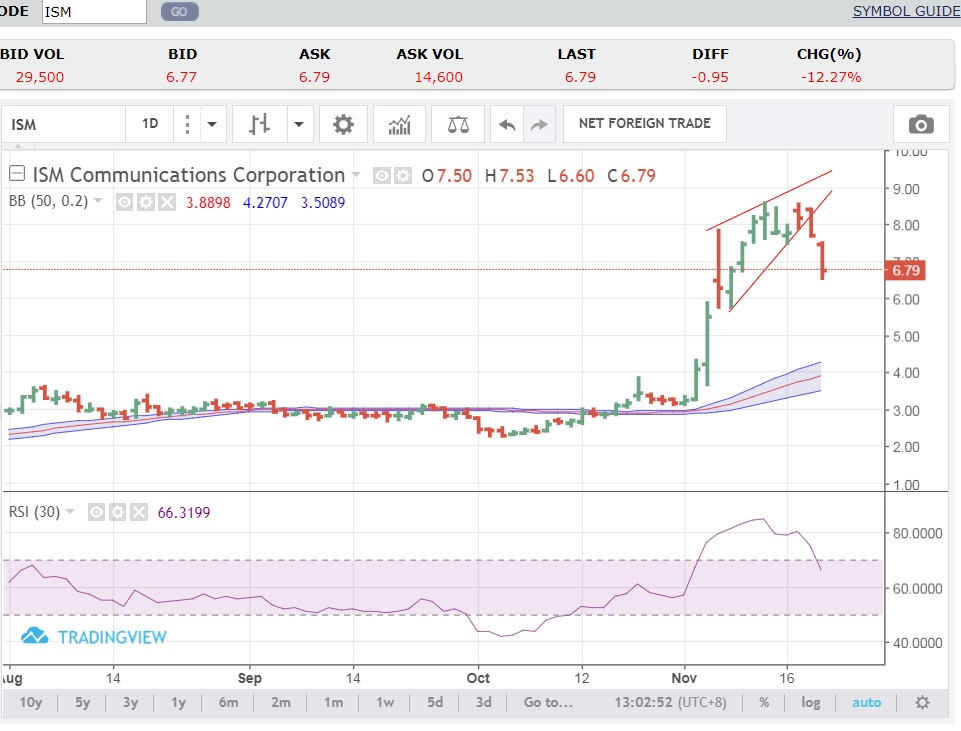 ODE ISM GO SYMBOL GUIDE
BID VOL BID ASK ASK VOL LAST DIFF CHG(%)
29,500 6.77 6.79 14,600 6.79 -0.95 -12.27%
ISM 1D NET FOREIGN TRADE
ISM Communications Corporation O 7.50 H 7.53 L 6.60 C 6.79
BB (50, 0.2) 3.8898 4.2707 3.5089
10.00
9.00
8.00
7.00
6.79
6.00
5.00
4.00
3.00
2.00
1.00
RSI (30) 66.3199
80.0000
60.0000
40.0000
TRADINGVIEW
Aug 14 Sep 14 Oct 12 Nov 16
10y 5y 3y 1y 6m 2m 1m 1w 5d 3d Go to... 13:02:52 (UTC+8) % log auto